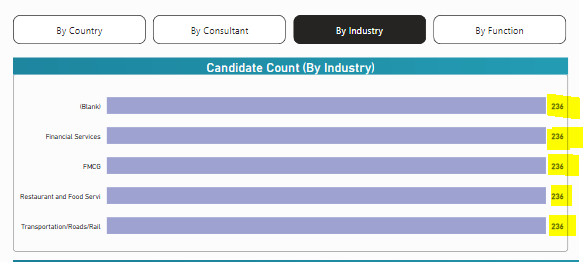 By Country
By Consultant
By Industry
By Function
Candidate Count (By Industry)
(Blank) 236
Financial Services 236
FMCG 236
Restaurant and Food Servi 236
Transportation/Roads/Rail 236